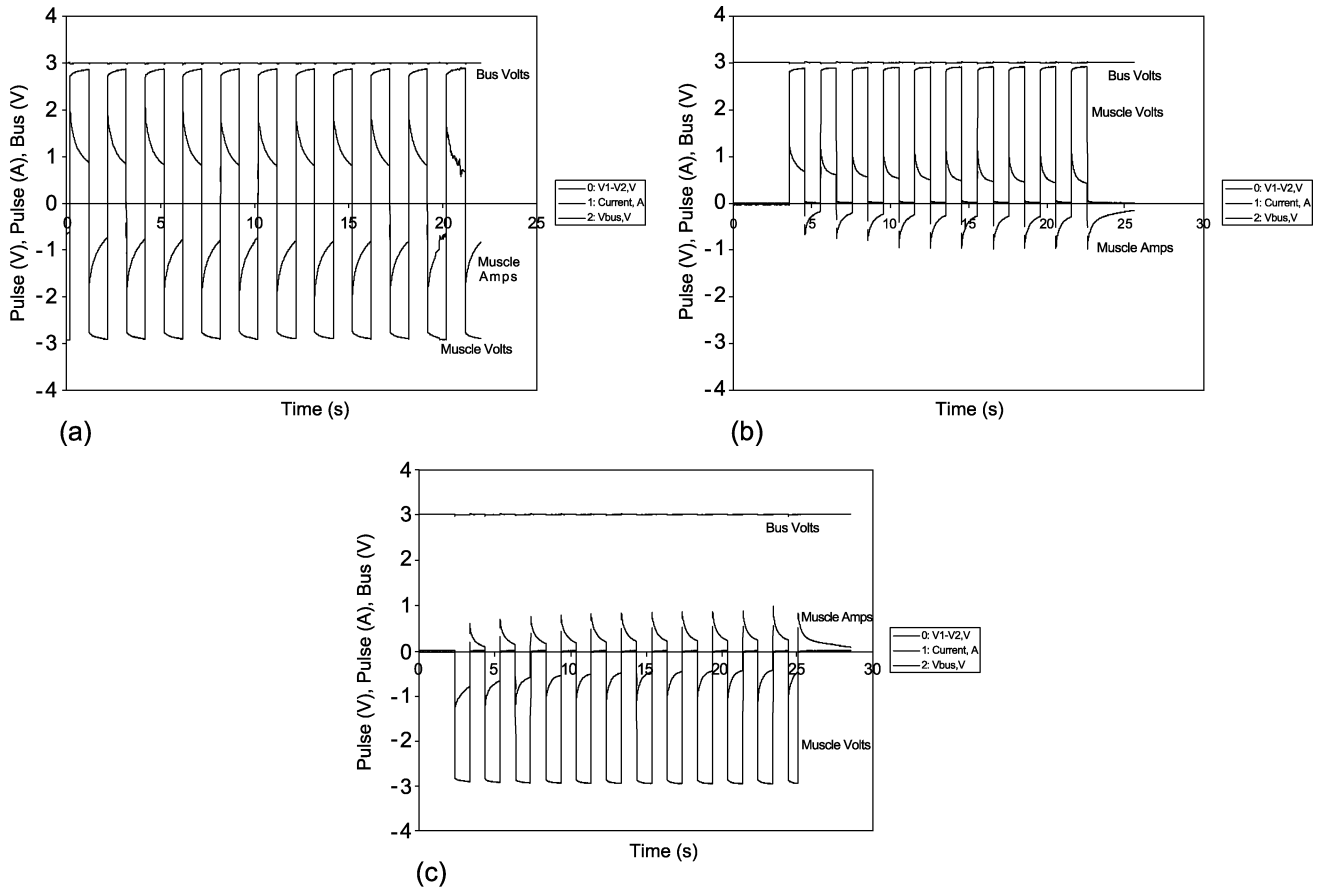 4
3
2
1
0
-1
-2
-3
-4
0
5
10
15
20
25
Pulse (V), Pulse (A), Bus (V)
Time (s)
Bus Volts
Muscle
Amps
Muscle Volts
0: V1-V2,V
1: Current, A
2: Vbus,V
(a)
4
3
2
1
0
-1
-2
-3
-4
0
5
10
15
20
25
30
Pulse (V), Pulse (A), Bus (V)
Time (s)
Bus Volts
Muscle Volts
Muscle Amps
0: V1-V2,V
1: Current, A
2: Vbus,V
(b)
4
3
2
1
0
-1
-2
-3
-4
0
5
10
15
20
25
30
Pulse (V), Pulse (A), Bus (V)
Time (s)
Bus Volts
Muscle Amps
Muscle Volts
0: V1-V2,V
1: Current, A
2: Vbus,V
(c)